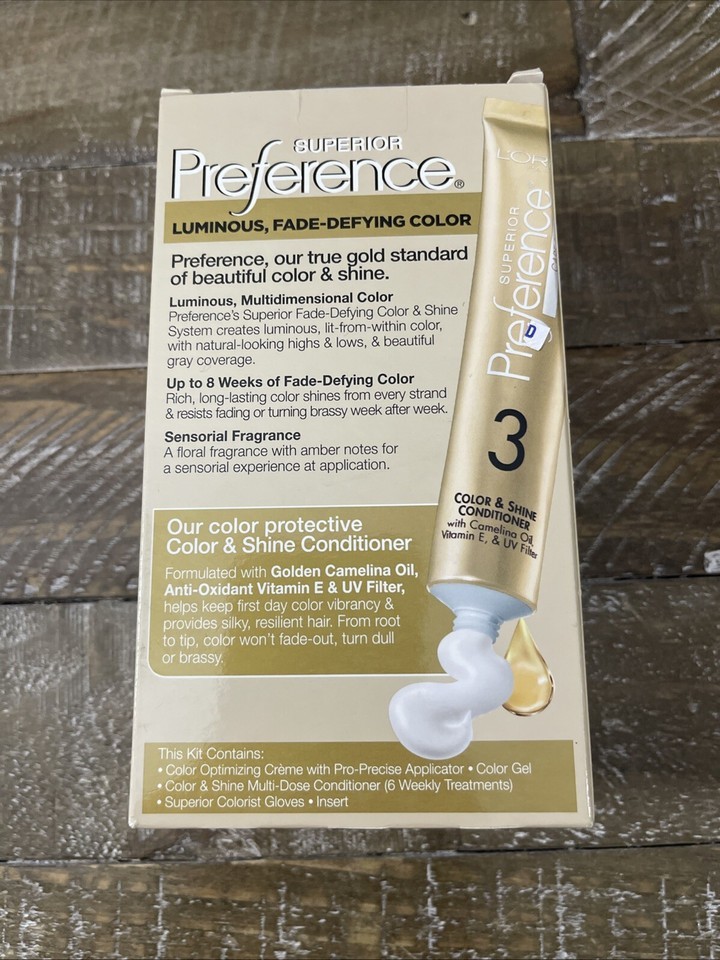 SUPERIOR
Preference®
LUMINOUS, FADE-DEFYING COLOR
Preference, our true gold standard
of beautiful color & shine.
Luminous, Multidimensional Color
Preference's Superior Fade-Defying Color & Shine
System creates luminous, lit-from-within color,
with natural-looking highs & lows, & beautiful
gray coverage.
Up to 8 Weeks of Fade-Defying Color
Rich, long-lasting color shines from every strand
& resists fading or turning brassy week after week.
Sensorial Fragrance
A floral fragrance with amber notes for
a sensorial experience at application.
Our color protective
Color & Shine Conditioner
Formulated with Golden Camelina Oil,
Anti-Oxidant Vitamin E & UV Filter,
helps keep first day color vibrancy &
provides silky, resilient hair. From root
to tip, color won't fade-out, turn dull
or brassy.
L'OR
SUPERIOR
Preference
D
3
COLOR & SHINE
CONDITIONER
with Camelina Oil,
Vitamin E, & UV Filter
This Kit Contains:
• Color Optimizing Crème with Pro-Precise Applicator • Color Gel
• Color & Shine Multi-Dose Conditioner (6 Weekly Treatments)
• Superior Colorist Gloves • Insert